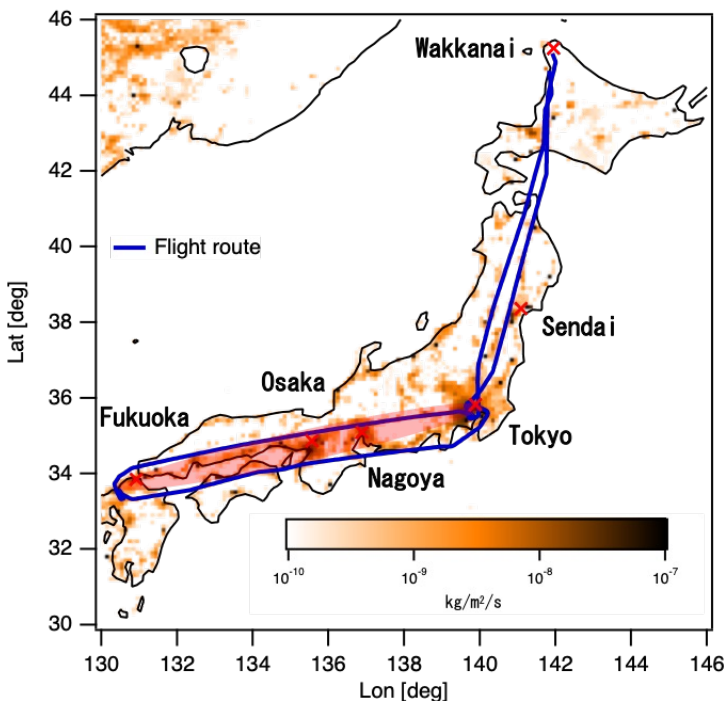 46
44
42
40
38
36
34
32
30
Lat [deg]
Wakkanai
Flight route
Sendai
Osaka
Fukuoka
Tokyo
Nagoya
10-10
10-9
10-8
10-7
kg/m²/s
130
132
134
136
138
140
142
144
146
Lon [deg]